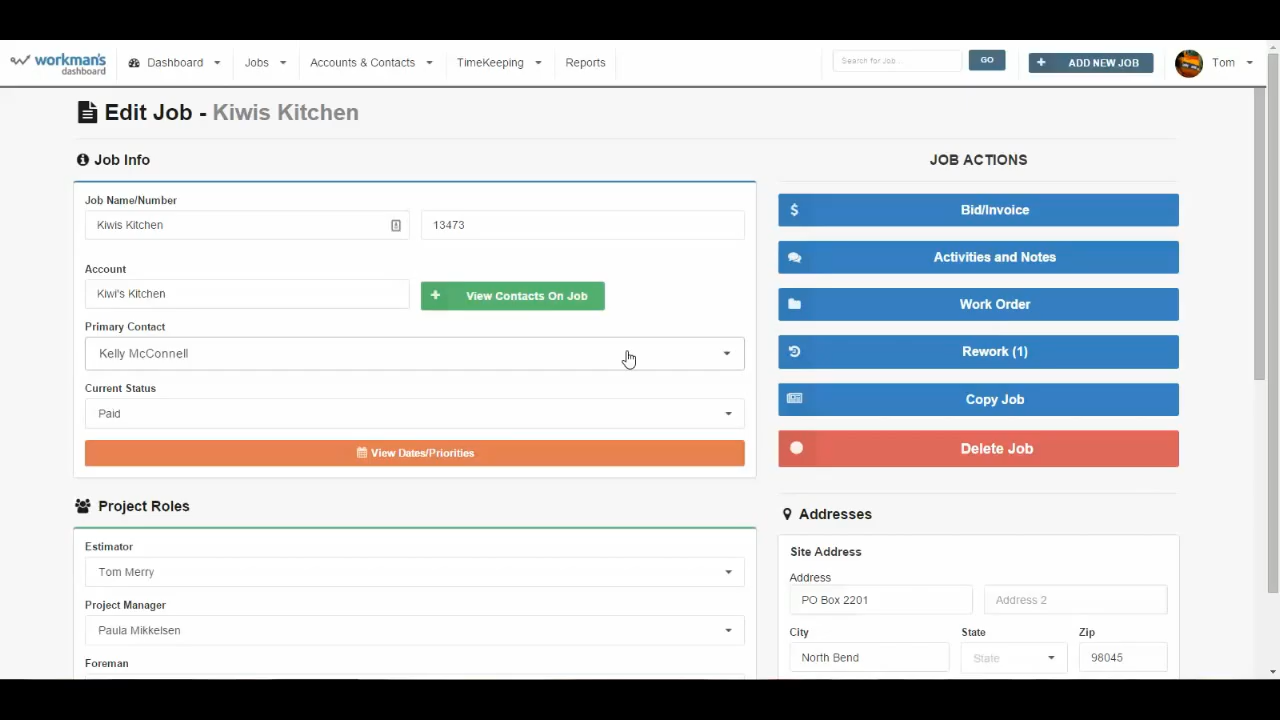 workman's
dashboard
Dashboard
Jobs
Accounts & Contacts
TimeKeeping
Reports
Search for Job...
GO
ADD NEW JOB
Tom
Edit Job - Kiwis Kitchen
Job Info
Job Name/Number
Kiwis Kitchen
13473
Account
Kiwi's Kitchen
View Contacts On Job
Primary Contact
Kelly McConnell
Current Status
Paid
View Dates/Priorities
Project Roles
Estimator
Tom Merry
Project Manager
Paula Mikkelsen
Foreman
JOB ACTIONS
Bid/Invoice
Activities and Notes
Work Order
Rework (1)
Copy Job
Delete Job
Addresses
Site Address
Address
PO Box 2201
Address 2
City
State
Zip
North Bend
State
98045